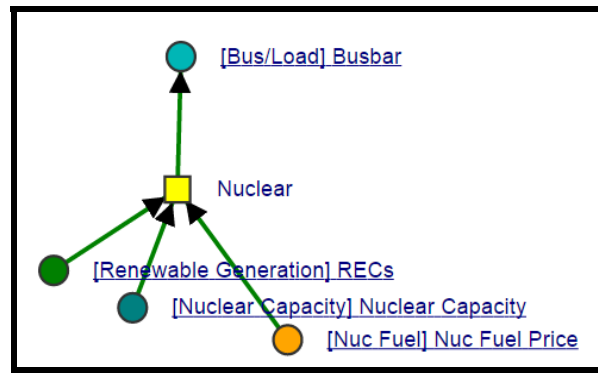 [Bus/Load] Busbar
Nuclear
[Renewable Generation] RECs
[Nuclear Capacity] Nuclear Capacity
[Nuc Fuel] Nuc Fuel Price